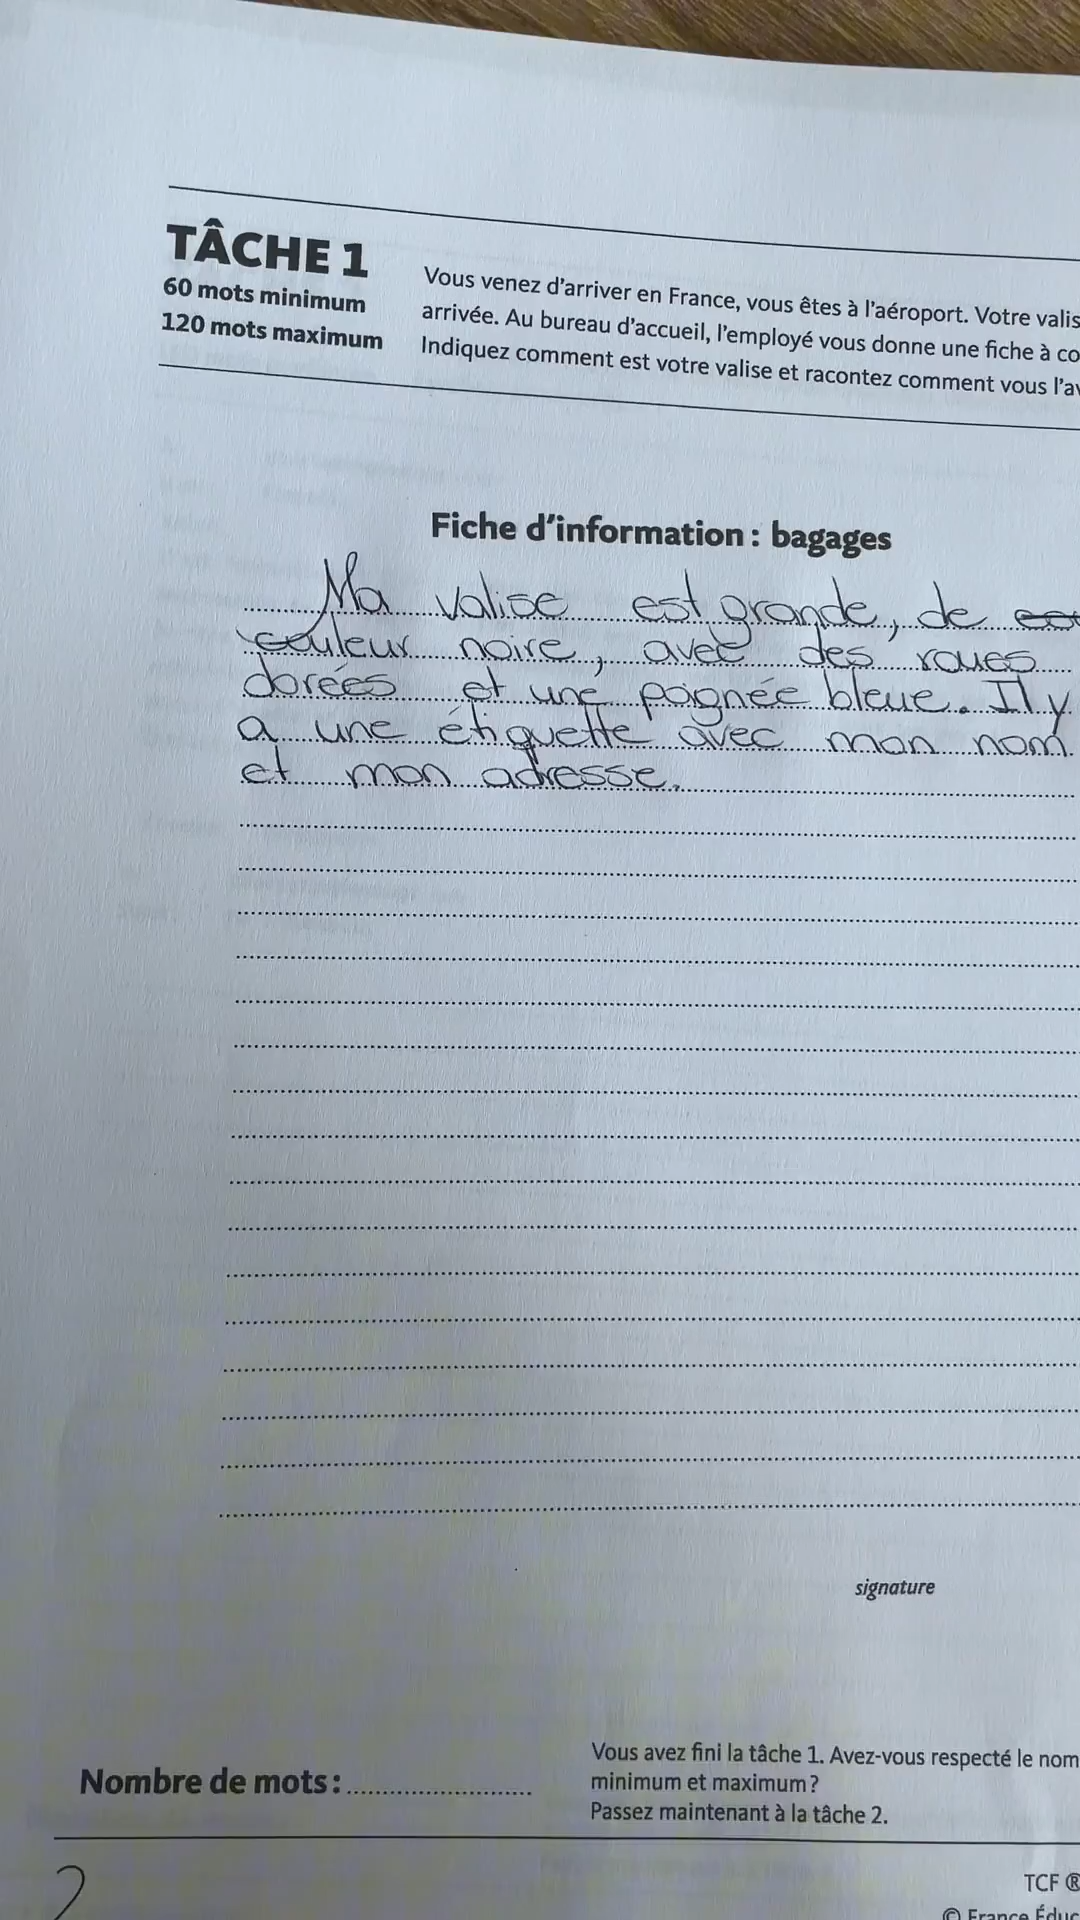 TÂCHE 1
60 mots minimum
120 mots maximum
Vous venez d'arriver en France, vous êtes à l'aéroport. Votre valis
arrivée. Au bureau d'accueil, l'employé vous donne une fiche à co
Indiquez comment est votre valise et racontez comment vous l'av
Fiche d'information : bagages
Ma valise est grande, de
couleur noire, avec des roues
dorées et une poignée bleue. Il y
a une étiquette avec mon nom
et mon adresse.
signature
Nombre de mots :
Vous avez fini la tâche 1. Avez-vous respecté le nom
minimum et maximum ?
Passez maintenant à la tâche 2.
2
TCF ®
© France Éduc